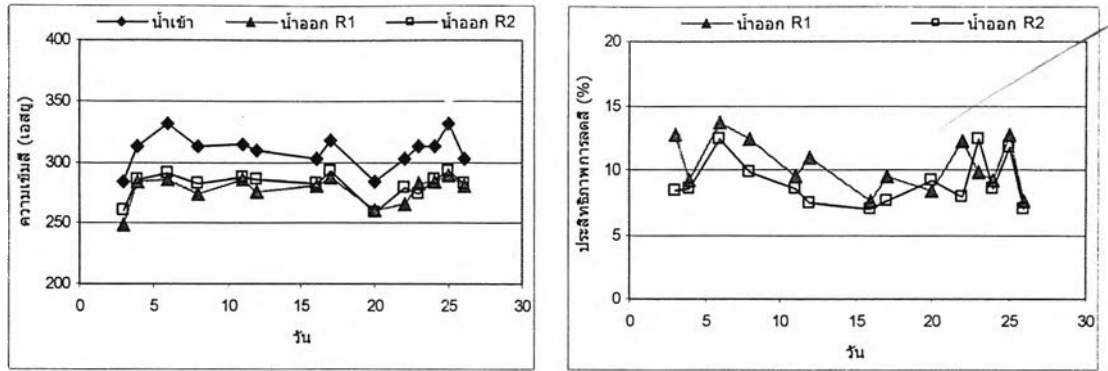 น้ำเข้า น้ำออก R1 น้ำออก R2
400
350
300
250
200
ความเข้มสี (เอสยู)
0 5 10 15 20 25 30
วัน
น้ำออก R1 น้ำออก R2
20
15
10
5
0
ประสิทธิภาพการลดสี (%)
0 5 10 15 20 25 30
วัน